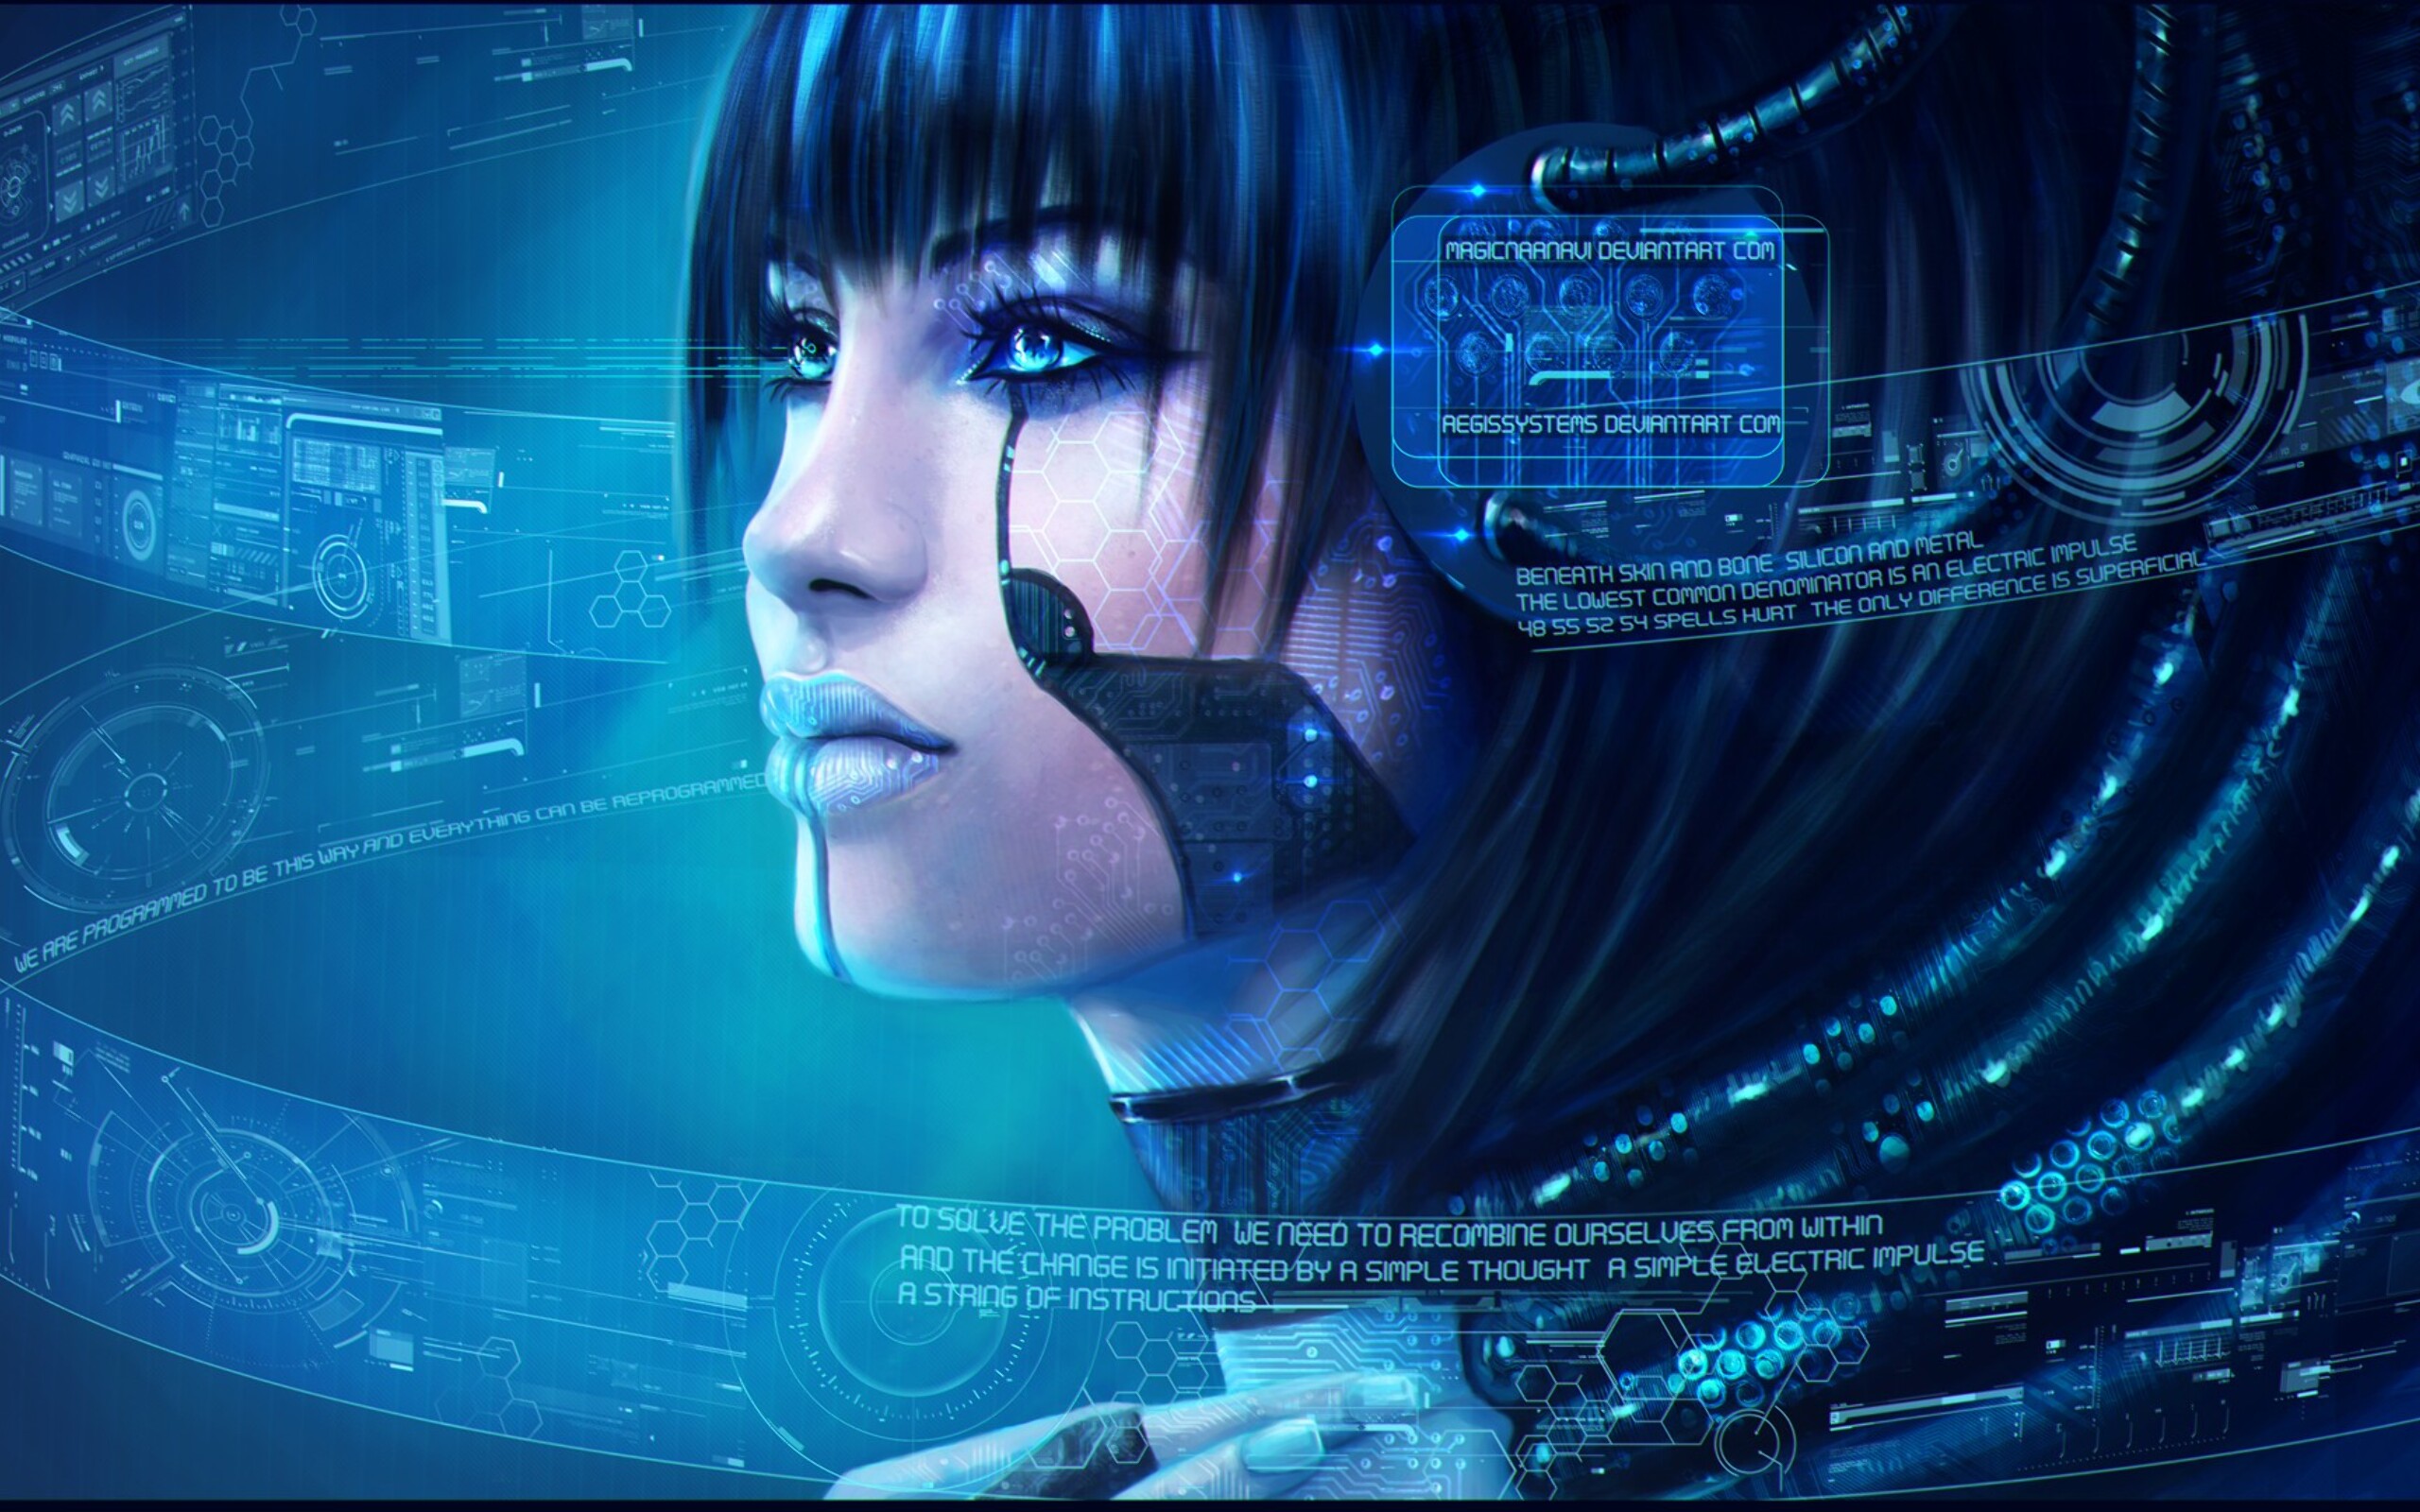 MAGICNAANAVI DEVIANTART COM
AEGISSYSTEMS DEVIANTART COM
BENEATH SKIN AND BONE SILICON AND METAL
THE LOWEST COMMON DENOMINATOR IS AN ELECTRIC IMPULSE
48 55 52 54 SPELLS HURT THE ONLY DIFFERENCE IS SUPERFICIAL
WE ARE PROGRAMMED TO BE THIS WAY AND EVERYTHING CAN BE REPROGRAMMED
TO SOLVE THE PROBLEM WE NEED TO RECOMBINE OURSELVES FROM WITHIN
AND THE CHANGE IS INITIATED BY A SIMPLE THOUGHT A SIMPLE ELECTRIC IMPULSE
A STRING OF INSTRUCTIONS